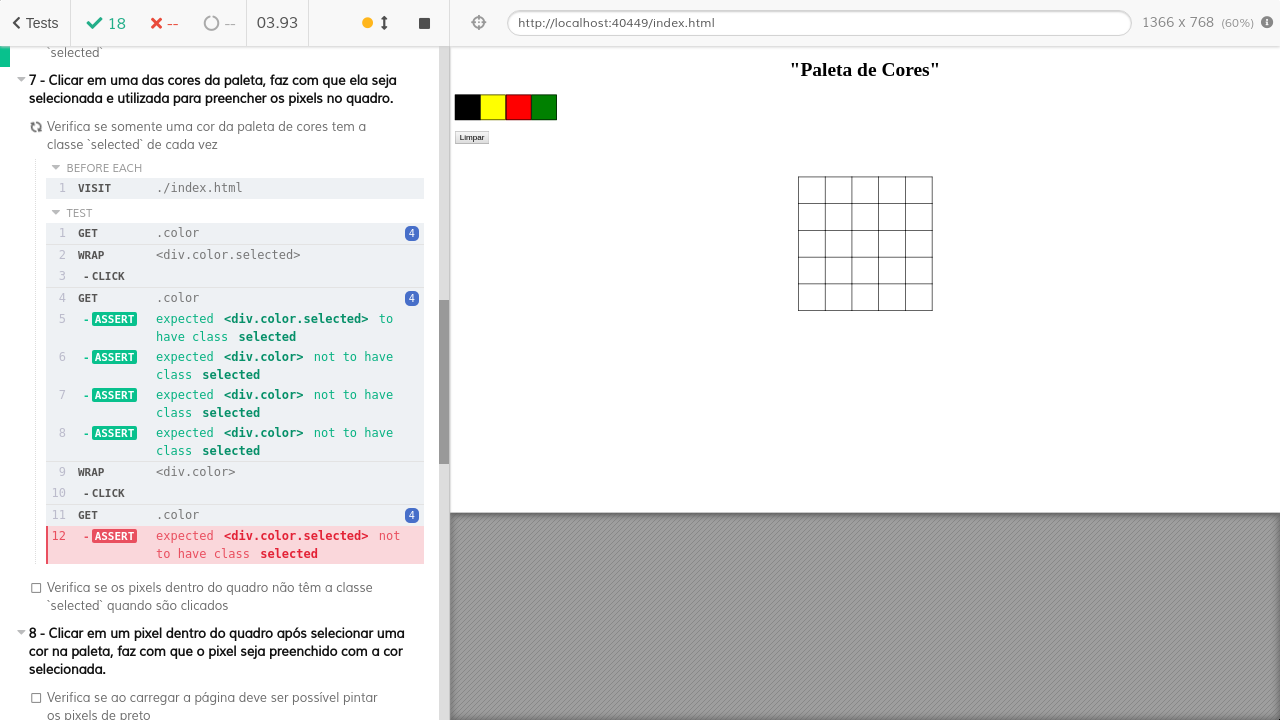 Tests
18
--
--
03.93
http://localhost:40449/index.html
1366 x 768 (60%)
`selected`
7 - Clicar em uma das cores da paleta, faz com que ela seja
selecionada e utilizada para preencher os pixels no quadro.
Verifica se somente uma cor da paleta de cores tem a
classe `selected` de cada vez
BEFORE EACH
1 VISIT ./index.html
TEST
1 GET .color 4
2 WRAP <div.color.selected>
3 -CLICK
4 GET .color 4
5 -ASSERT expected <div.color.selected> to
have class selected
6 -ASSERT expected <div.color> not to have
class selected
7 -ASSERT expected <div.color> not to have
class selected
8 -ASSERT expected <div.color> not to have
class selected
9 WRAP <div.color>
10 -CLICK
11 GET .color 4
12 -ASSERT expected <div.color.selected> not
to have class selected
Verifica se os pixels dentro do quadro não têm a classe
`selected` quando são clicados
8 - Clicar em um pixel dentro do quadro após selecionar uma
cor na paleta, faz com que o pixel seja preenchido com a cor
selecionada.
Verifica se ao carregar a página deve ser possível pintar
os pixels de preto
"Paleta de Cores"
Limpar